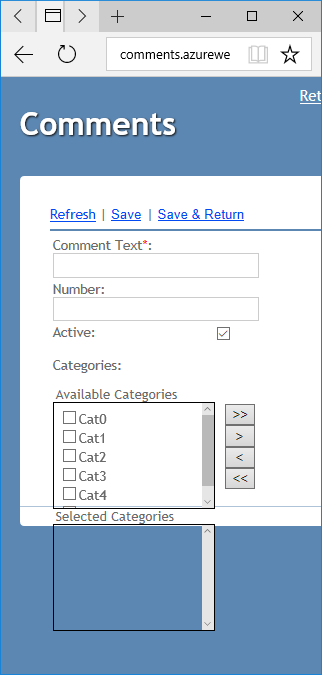 comments.azurewe
Ret
Comments
Refresh | Save | Save & Return
Comment Text*:
Number:
Active:
Categories:
Available Categories
Cat0
Cat1
Cat2
Cat3
Cat4
>>
>
<
<<
Selected Categories